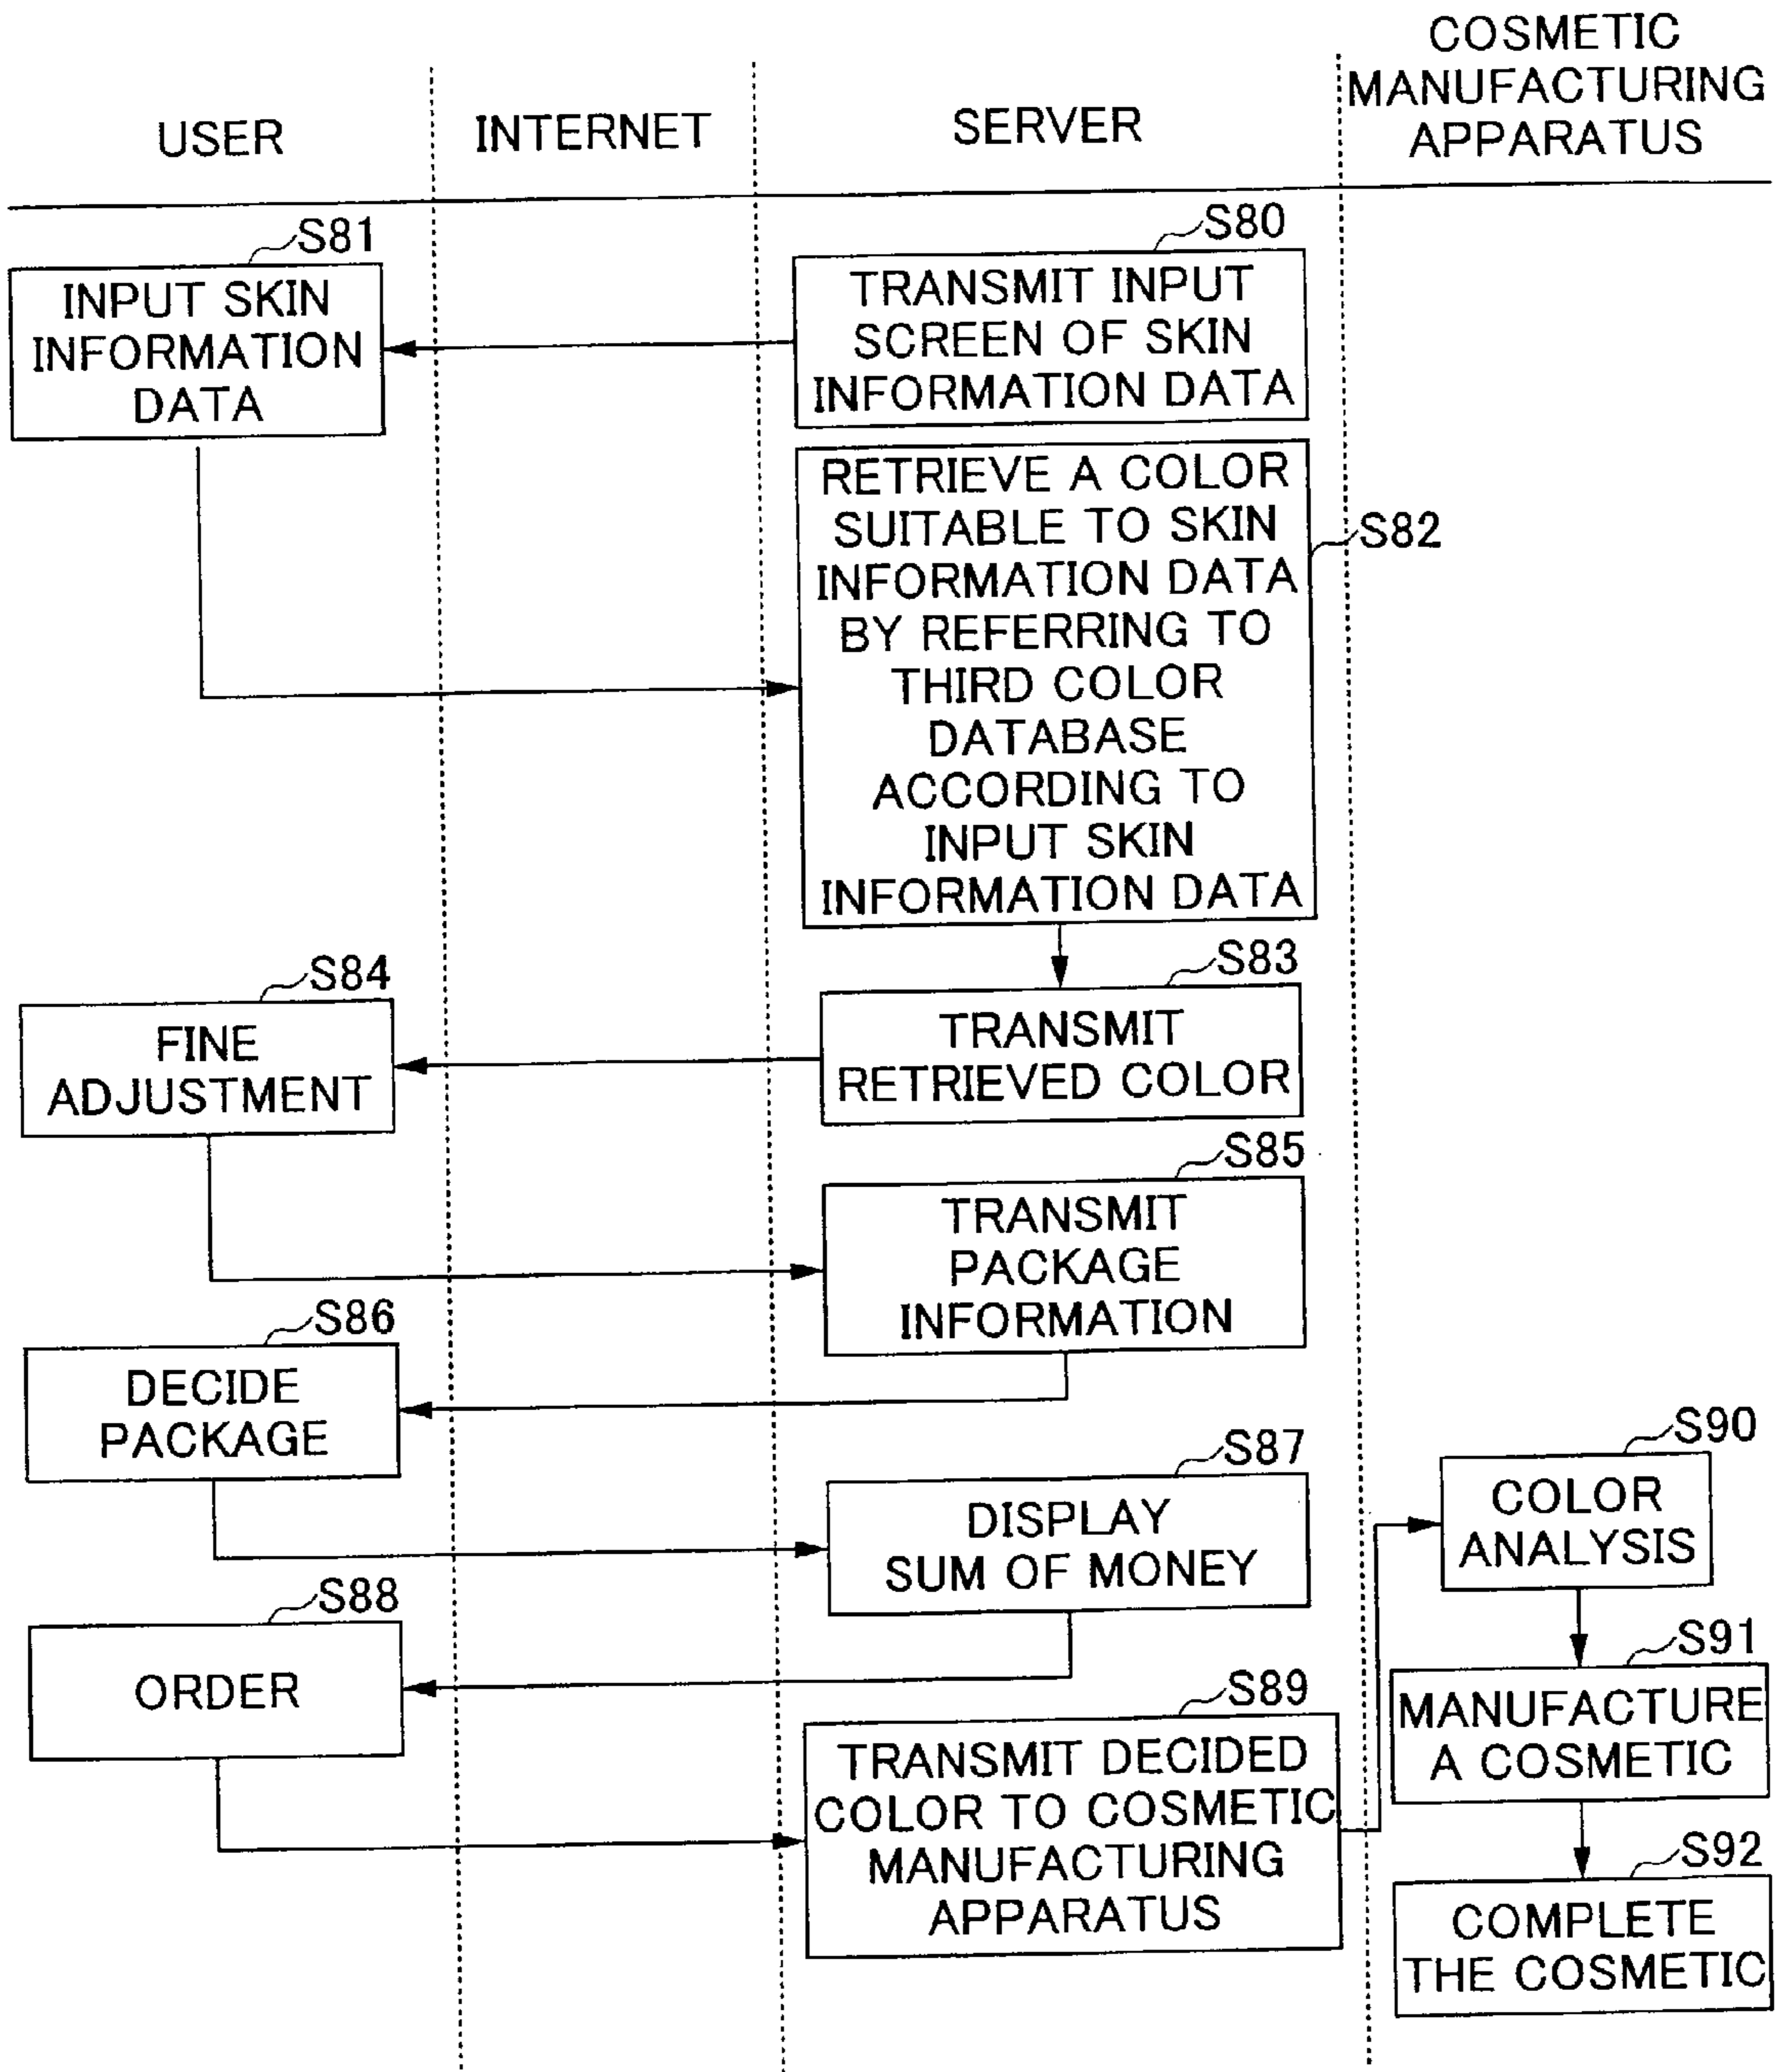 USER
INTERNET
SERVER
COSMETIC
MANUFACTURING
APPARATUS
S80
TRANSMIT INPUT
SCREEN OF SKIN
INFORMATION DATA
S81
INPUT SKIN
INFORMATION
DATA
S82
RETRIEVE A COLOR
SUITABLE TO SKIN
INFORMATION DATA
BY REFERRING TO
THIRD COLOR
DATABASE
ACCORDING TO
INPUT SKIN
INFORMATION DATA
S83
TRANSMIT
RETRIEVED COLOR
S84
FINE
ADJUSTMENT
S85
TRANSMIT
PACKAGE
INFORMATION
S86
DECIDE
PACKAGE
S87
DISPLAY
SUM OF MONEY
S88
ORDER
S89
TRANSMIT DECIDED
COLOR TO COSMETIC
MANUFACTURING
APPARATUS
S90
COLOR
ANALYSIS
S91
MANUFACTURE
A COSMETIC
S92
COMPLETE
THE COSMETIC